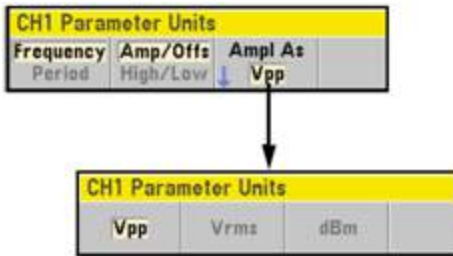 CH1 Parameter Units
Frequency Amp/Offs Ampl As
Period High/Low Vpp
CH1 Parameter Units
Vpp Vrms dBm